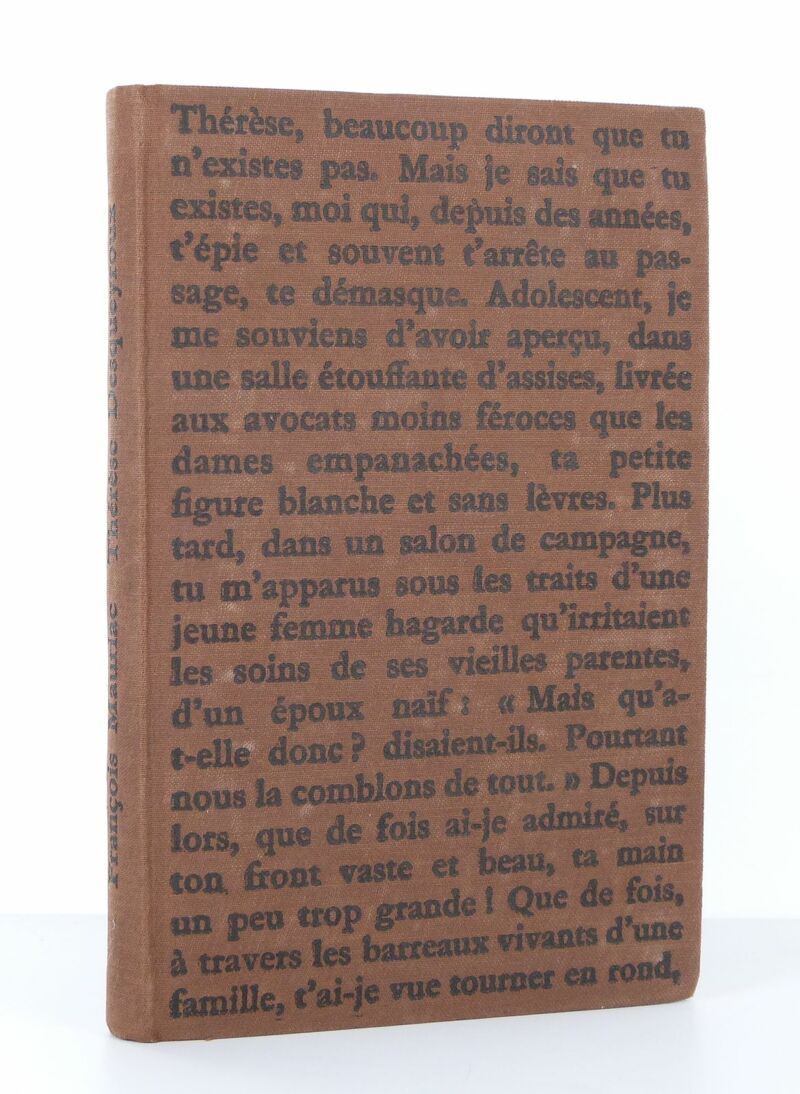 François Mauriac Thérèse Desqueyroux
Thérèse, beaucoup diront que tu
n'existes pas. Mais je sais que tu
existes, moi qui, depuis des années,
t'épie et souvent t'arrête au pas-
sage, te démasque. Adolescent, je
me souviens d'avoir aperçu, dans
une salle étouffante d'assises, livrée
aux avocats moins féroces que les
dames empanachées, ta petite
figure blanche et sans lèvres. Plus
tard, dans un salon de campagne,
tu m'apparus sous les traits d'une
jeune femme hagarde qu'irritaient
les soins de ses vieilles parentes,
d'un époux naïf : « Mais qu'a-
t-elle donc ? disaient-ils. Pourtant
nous la comblons de tout. » Depuis
lors, que de fois ai-je admiré, sur
ton front vaste et beau, ta main
un peu trop grande ! Que de fois,
à travers les barreaux vivants d'une
famille, t'ai-je vue tourner en rond,